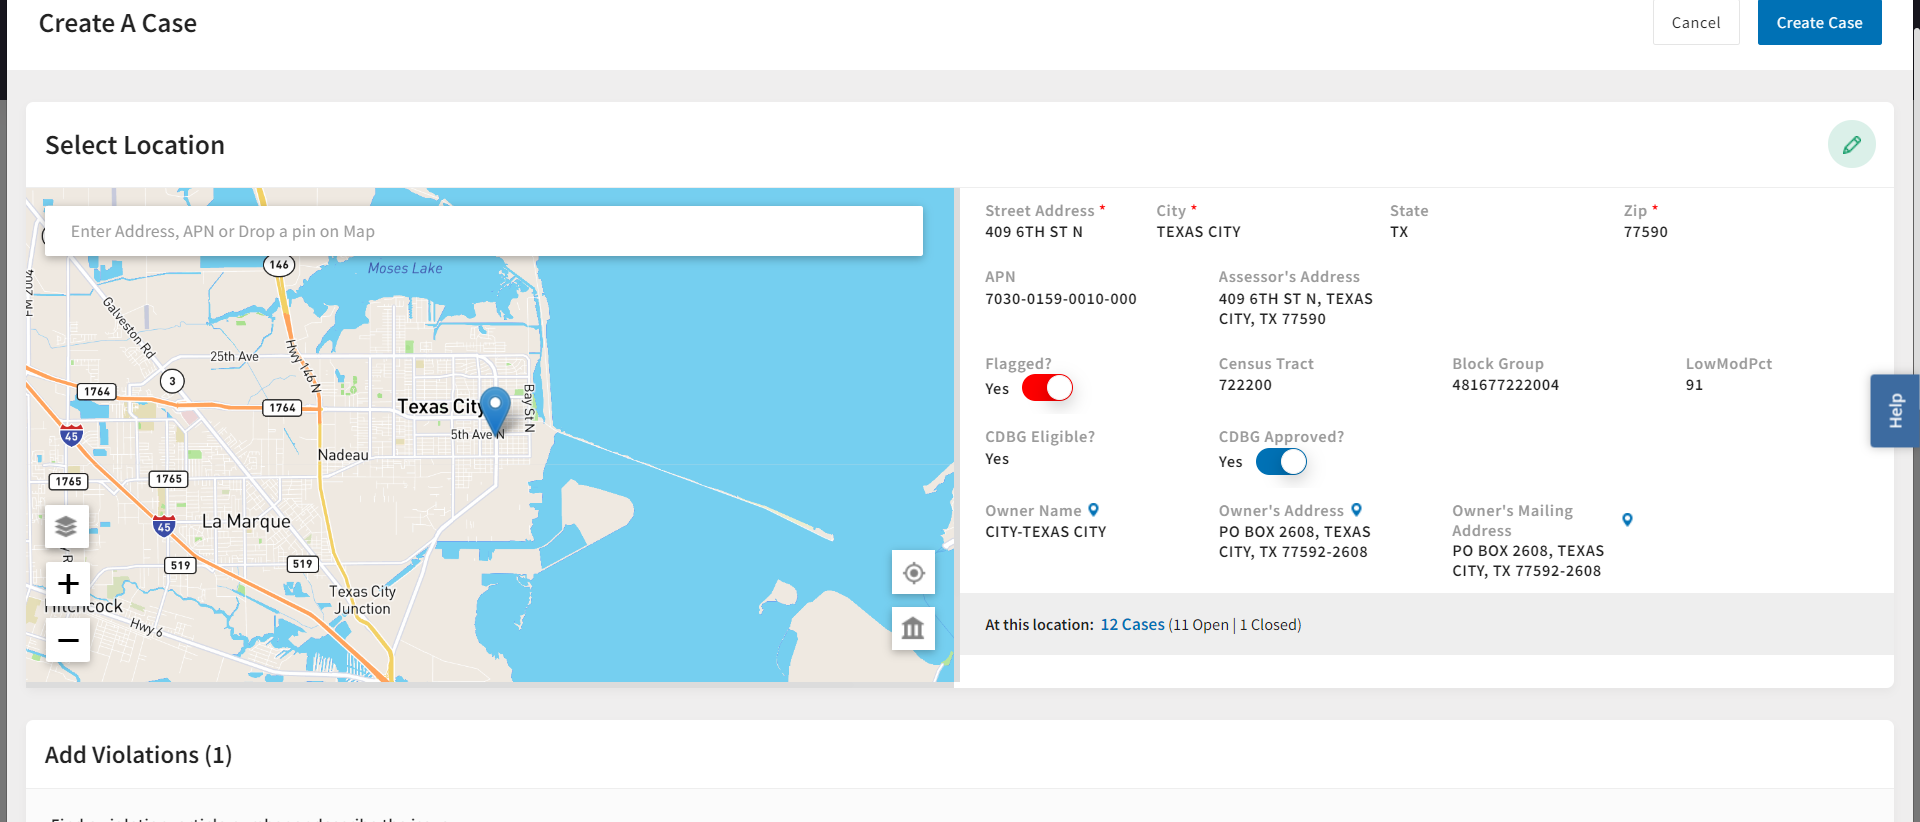 Create A Case
Cancel
Create Case
Select Location
Enter Address, APN or Drop a pin on Map
146
Moses Lake
Galveston Rd
Hwy 146 N
25th Ave
3
1764
1764
Texas City
Bay St N
5th Ave N
45
Nadeau
1765
1765
La Marque
45
519
519
Texas City
Junction
Hitchcock
Hwy 6
+
−
Street Address *
409 6TH ST N
City *
TEXAS CITY
State
TX
Zip *
77590
APN
7030-0159-0010-000
Assessor's Address
409 6TH ST N, TEXAS
CITY, TX 77590
Flagged?
Yes
Census Tract
722200
Block Group
481677222004
LowModPct
91
CDBG Eligible?
Yes
CDBG Approved?
Yes
Owner Name
CITY-TEXAS CITY
Owner's Address
PO BOX 2608, TEXAS
CITY, TX 77592-2608
Owner's Mailing
Address
PO BOX 2608, TEXAS
CITY, TX 77592-2608
At this location: 12 Cases (11 Open | 1 Closed)
Help
Add Violations (1)